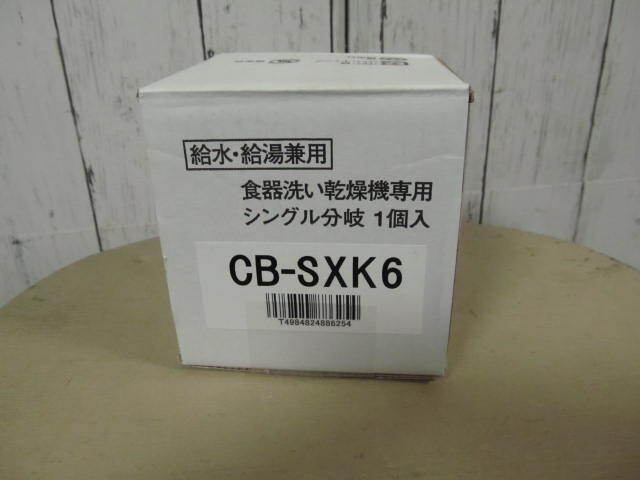 給水・給湯兼用
食器洗い乾燥機専用
シングル分岐 1個入
CB-SXK6
T4984824886254